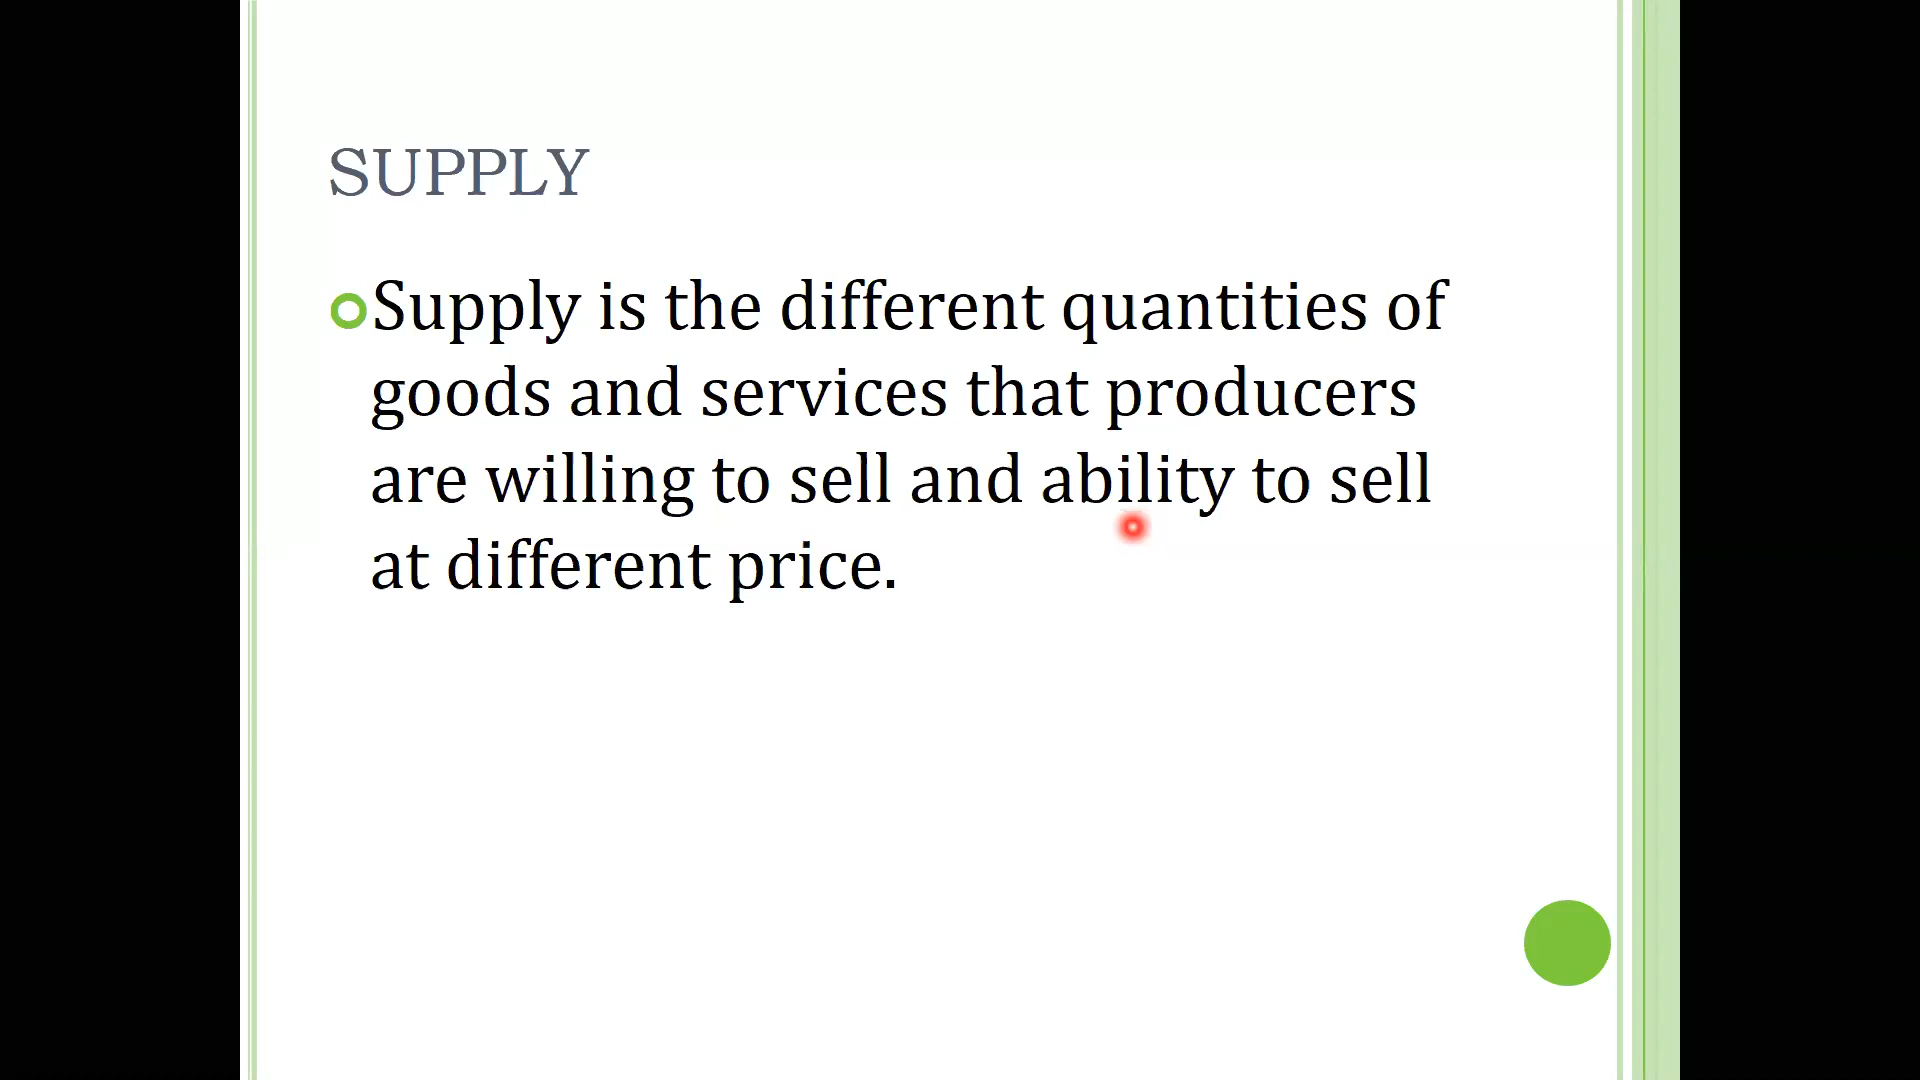 SUPPLY
Supply is the different quantities of
goods and services that producers
are willing to sell and ability to sell
at different price.